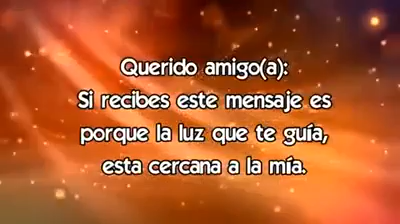 Querido amigo(a):
Si recibes este mensaje es
porque la luz que te guía,
esta cercana a la mía.